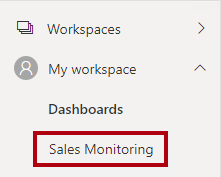 Workspaces
My workspace
Dashboards
Sales Monitoring